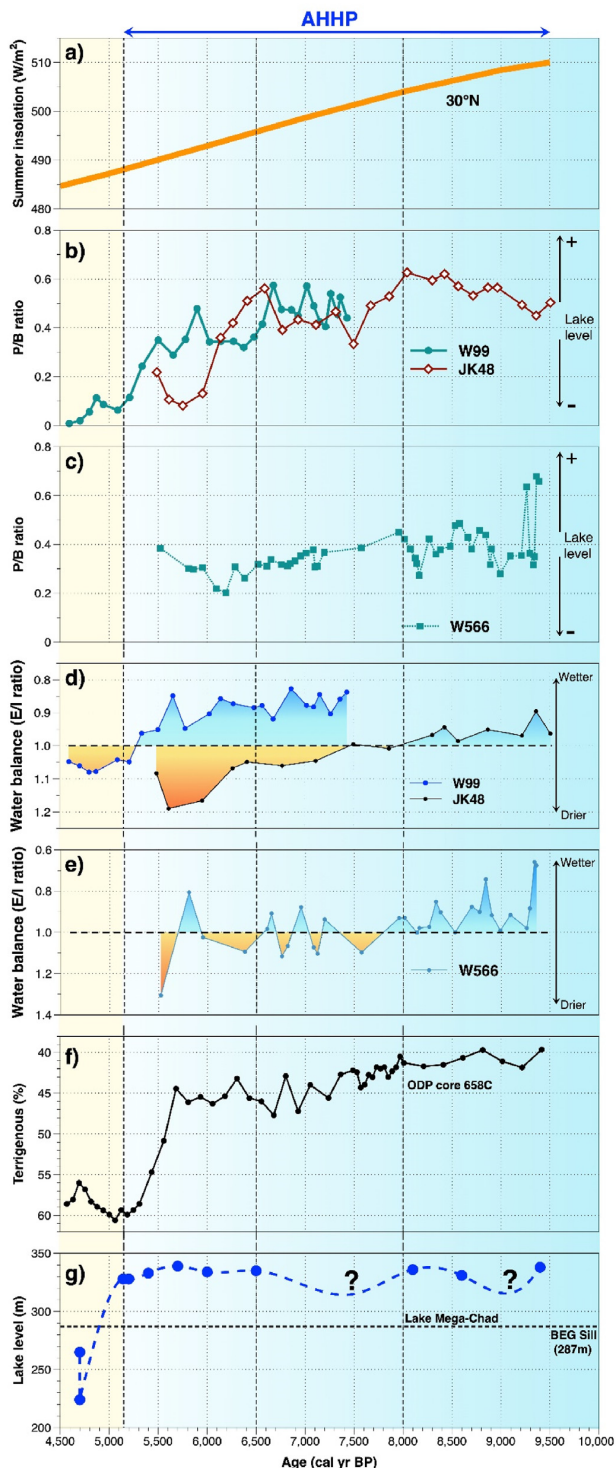 AHHP
a)
Summer insolation (W/m²)
510
500
490
480
30°N
b)
P/B ratio
0.8
0.6
0.4
0.2
0
W99
JK48
+
Lake
level
-
c)
P/B ratio
0.8
0.6
0.4
0.2
0
W566
+
Lake
level
-
d)
Water balance (E/I ratio)
0.8
0.9
1.0
1.1
1.2
W99
JK48
Wetter
Drier
e)
Water balance (E/I ratio)
0.6
0.8
1.0
1.2
1.4
W566
Wetter
Drier
f)
Terrigenous (%)
40
45
50
55
60
ODP core 658C
g)
Lake level (m)
350
300
250
200
?
?
Lake Mega-Chad
BEG Sill
(287m)
4,500 5,500 6,500 7,500 8,500 9,500
5,000 6,000 7,000 8,000 9,000 10,000
Age (cal yr BP)